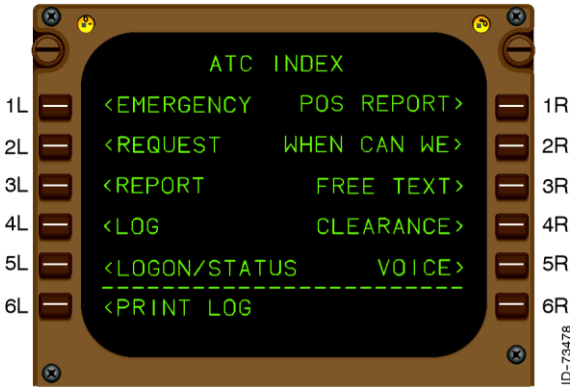 ATC INDEX
1L <EMERGENCY POS REPORT> 1R
2L <REQUEST WHEN CAN WE> 2R
3L <REPORT FREE TEXT> 3R
4L <LOG CLEARANCE> 4R
5L <LOGON/STATUS VOICE> 5R
6L <PRINT LOG 6R
ID-73478